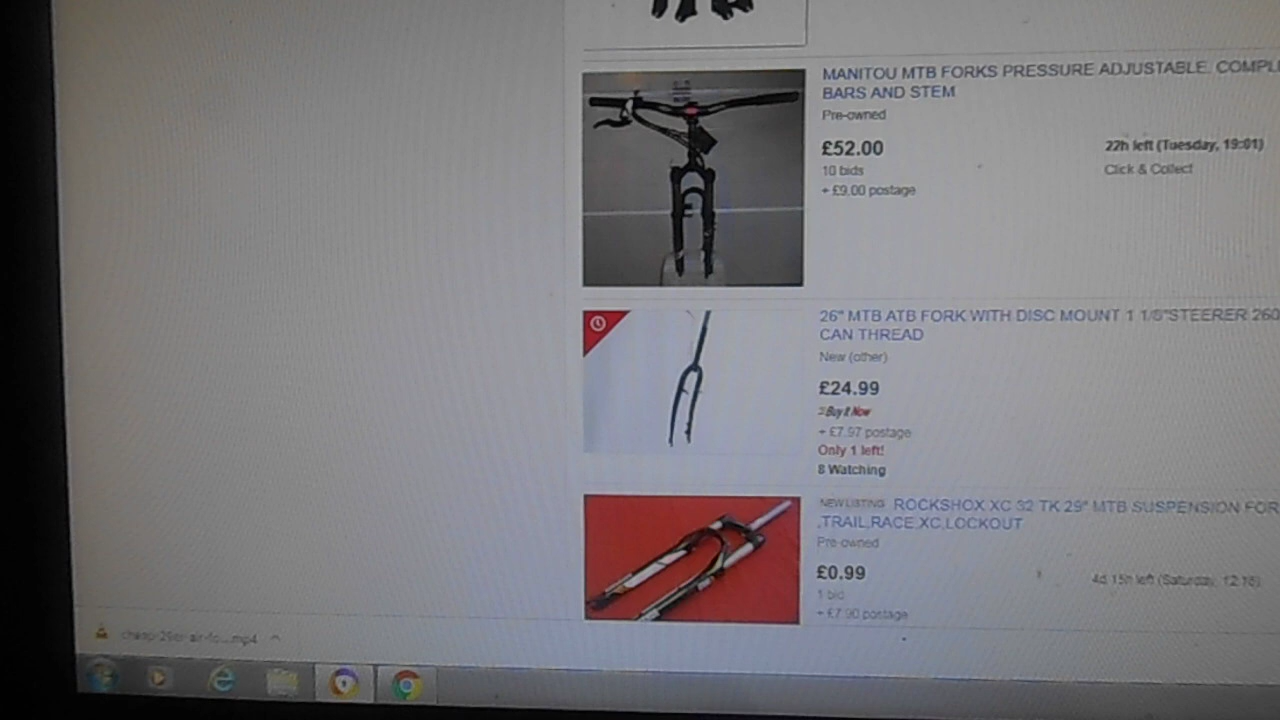 MANITOU MTB FORKS PRESSURE ADJUSTABLE. COMPL
BARS AND STEM
Pre-owned
£52.00
22h left (Tuesday, 19:01)
10 bids
Click & Collect
+ £9.00 postage
26" MTB ATB FORK WITH DISC MOUNT 1 1/8"STEERER 260
CAN THREAD
New (other)
£24.99
Buy It Now
+ £7.97 postage
Only 1 left!
8 Watching
NEW LISTING ROCKSHOX XC 32 TK 29" MTB SUSPENSION FOR
,TRAIL,RACE,XC,LOCKOUT
Pre-owned
£0.99
4d 15h left (Saturday, 12:16)
1 bid
+ £7.90 postage